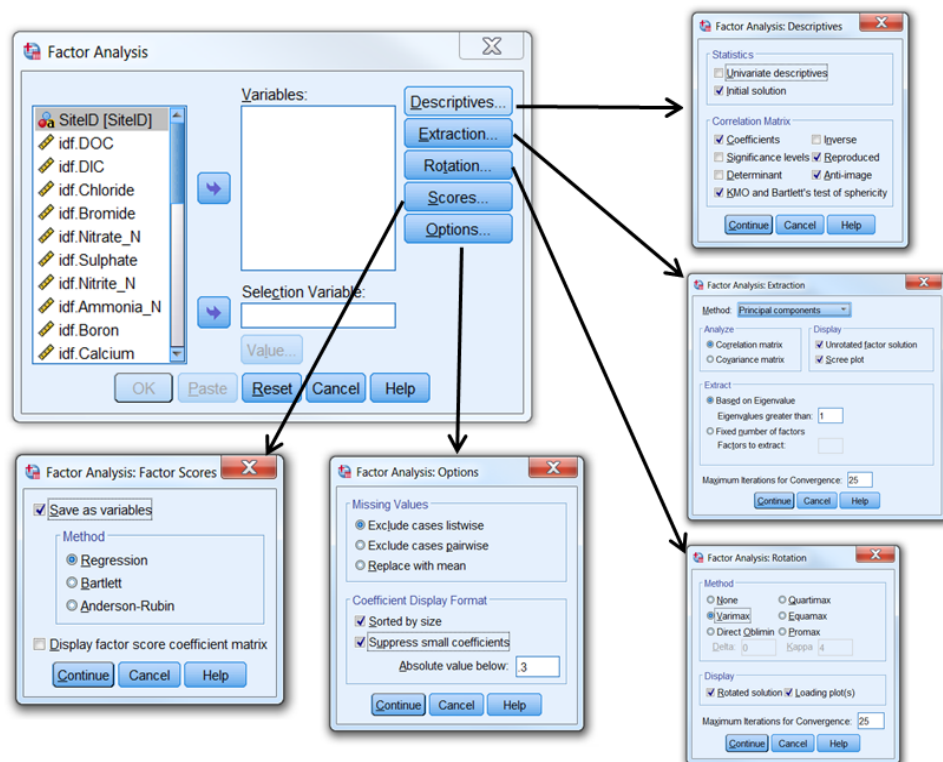 Factor Analysis
Variables:
SiteID [SiteID]
idf.DOC
idf.DIC
idf.Chloride
idf.Bromide
idf.Nitrate_N
idf.Sulphate
idf.Nitrite_N
idf.Ammonia_N
idf.Boron
idf.Calcium
Selection Variable:
Value...
Descriptives...
Extraction...
Rotation...
Scores...
Options...
OK Paste Reset Cancel Help
Factor Analysis: Descriptives
Statistics
Univariate descriptives
Initial solution
Correlation Matrix
Coefficients Inverse
Significance levels Reproduced
Determinant Anti-image
KMO and Bartlett's test of sphericity
Continue Cancel Help
Factor Analysis: Extraction
Method: Principal components
Analyze
Correlation matrix
Covariance matrix
Display
Unrotated factor solution
Scree plot
Extract
Based on Eigenvalue
Eigenvalues greater than: 1
Fixed number of factors
Factors to extract:
Maximum Iterations for Convergence: 25
Continue Cancel Help
Factor Analysis: Factor Scores
Save as variables
Method
Regression
Bartlett
Anderson-Rubin
Display factor score coefficient matrix
Continue Cancel Help
Factor Analysis: Options
Missing Values
Exclude cases listwise
Exclude cases pairwise
Replace with mean
Coefficient Display Format
Sorted by size
Suppress small coefficients
Absolute value below: .3
Continue Cancel Help
Factor Analysis: Rotation
Method
None Quartimax
Varimax Equamax
Direct Oblimin Promax
Delta: 0 Kappa 4
Display
Rotated solution Loading plot(s)
Maximum Iterations for Convergence: 25
Continue Cancel Help